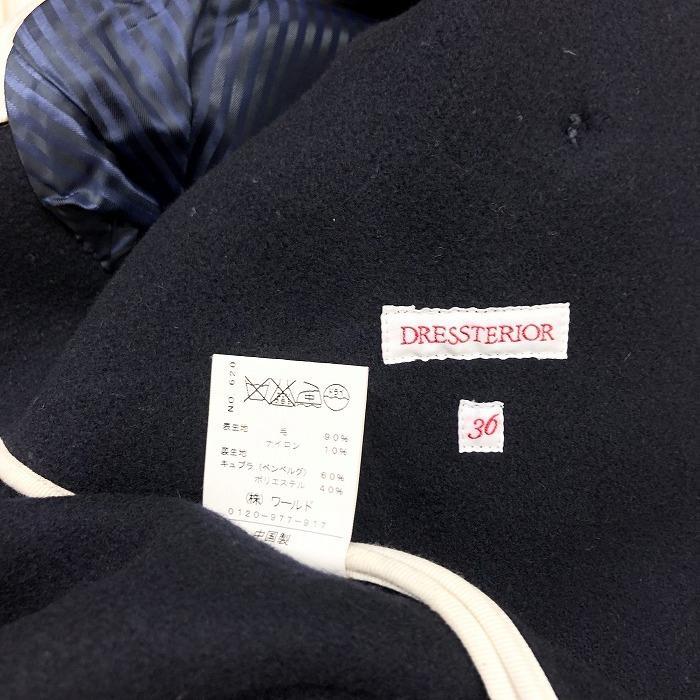 DRESSTERIOR
36
NO 620
中
表生地 毛 90%
ナイロン 10%
裏生地
キュプラ (ベンベルグ) 60%
ポリエステル 40%
(株) ワールド
0120-977-917
中国製